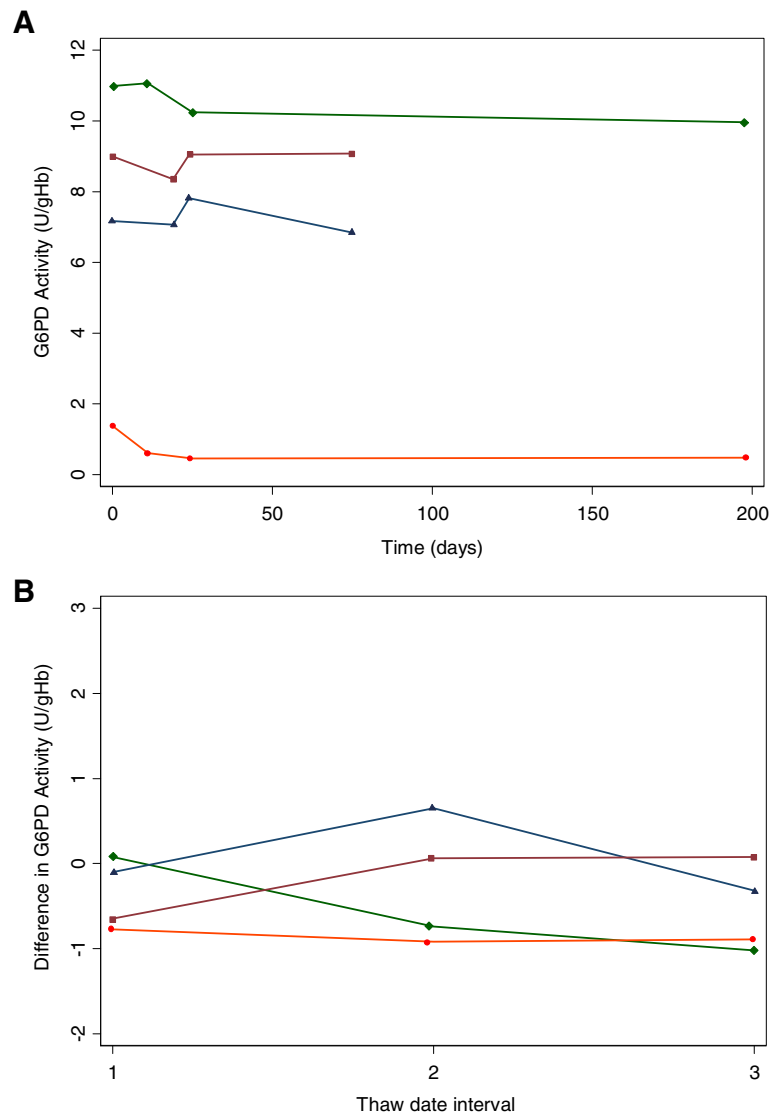 A
12
10
8
6
4
2
0
G6PD Activity (U/gHb)
0 50 100 150 200
Time (days)
B
3
2
1
0
-1
-2
Difference in G6PD Activity (U/gHb)
1 2 3
Thaw date interval